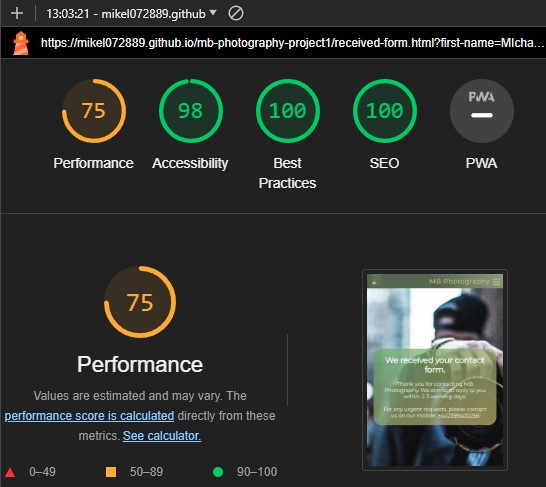 13:03:21 - mikel072889.github
https://mikel072889.github.io/mb-photography-project1/received-form.html?first-name=MIcha...
75
98
100
100
PWA
Performance
Accessibility
Best
Practices
SEO
PWA
75
Performance
Values are estimated and may vary. The
performance score is calculated directly from these
metrics. See calculator.
0–49
50–89
90–100
MB Photography
We received your contact
form.
Thank you for contacting MB
Photography. We aim to to reply to you
within 2-3 working days.
For any urgent requests, please contact
us on our mobile: